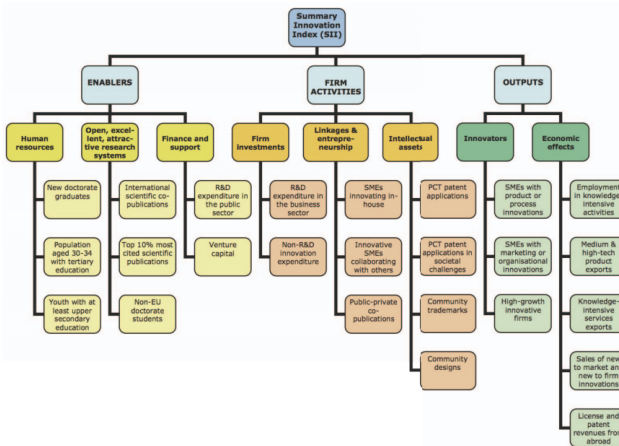 Summary
Innovation
Index (SII)
ENABLERS
FIRM
ACTIVITIES
OUTPUTS
Human
resources
Open, excel-
lent, attrac-
tive research
systems
Finance and
support
Firm
investments
Linkages &
entrepre-
neurship
Intellectual
assets
Innovators
Economic
effects
New doctorate
graduates
International
scientific co-
publications
R&D
expenditure in
the public
sector
R&D
expenditure in
the business
sector
SMEs
innovating in-
house
PCT patent
applications
SMEs with
product or
process
innovations
Employment
in knowledge-
intensive
activities
Population
aged 30-34
with tertiary
education
Top 10% most
cited scientific
publications
Venture
capital
Non-R&D
innovation
expenditure
Innovative
SMEs
collaborating
with others
PCT patent
applications
in societal
challenges
SMEs with
marketing or
organisational
innovations
Medium &
high-tech
product
exports
Youth with at
least upper
secondary
education
Non-EU
doctorate
students
Public-private
co-
publications
Community
trademarks
High-growth
innovative
firms
Knowledge-
intensive
services
exports
Community
designs
Sales of new
to market and
new to firm
innovations
License and
patent
revenues from
abroad